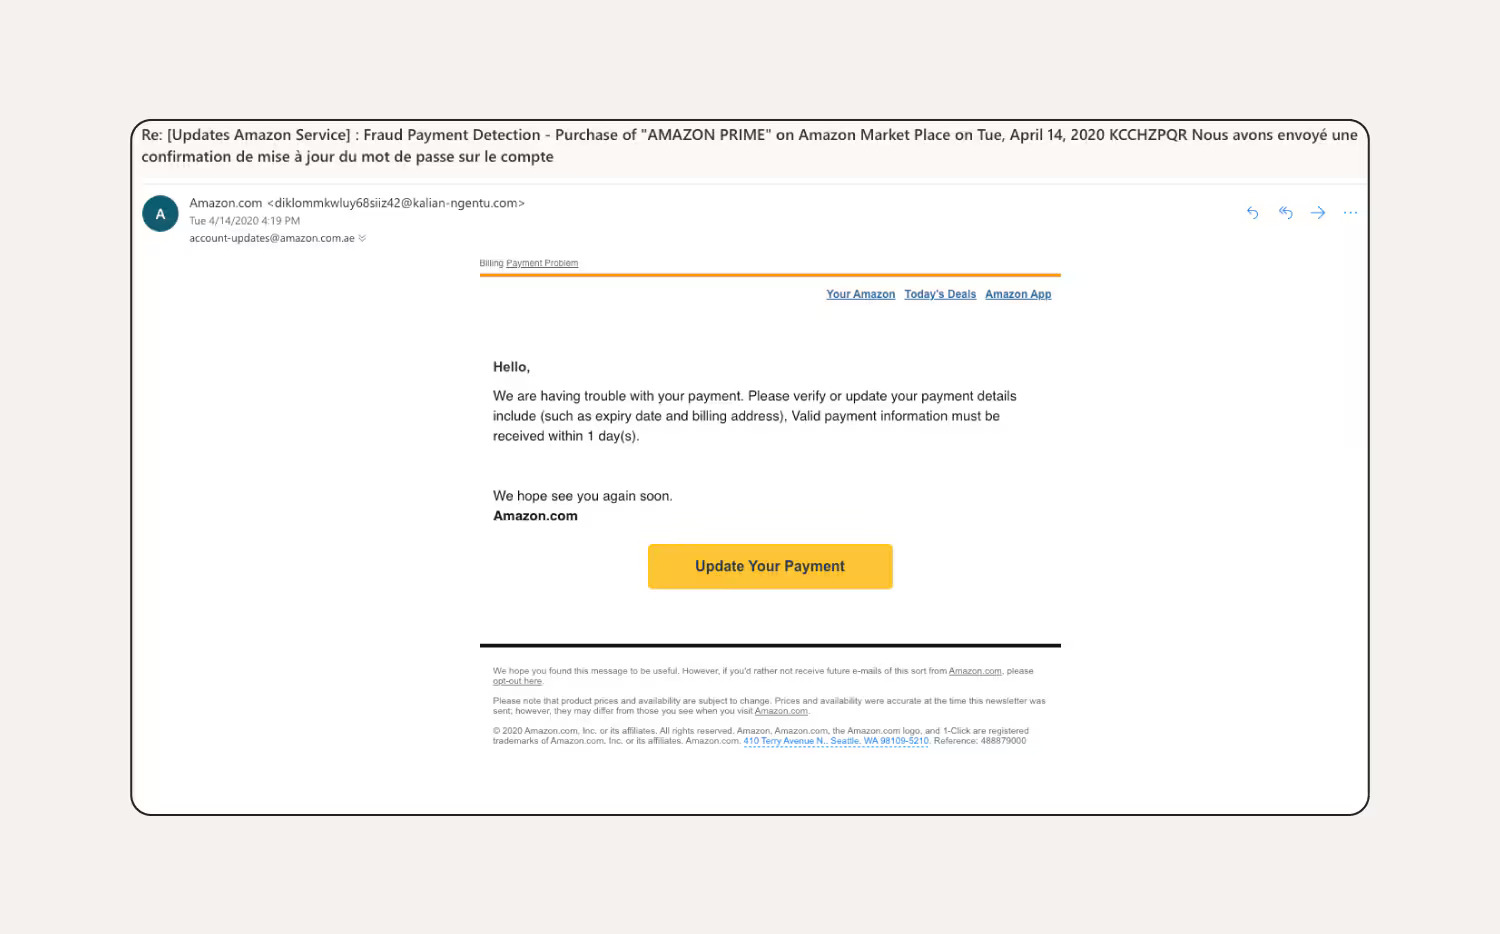 Re: [Updates Amazon Service] : Fraud Payment Detection - Purchase of "AMAZON PRIME" on Amazon Market Place on Tue, April 14, 2020 KCCHZPQR Nous avons envoyé une
confirmation de mise à jour du mot de passe sur le compte
A
Amazon.com <diklommkwluy68siiz42@kalian-ngentu.com>
Tue 4/14/2020 4:19 PM
account-updates@amazon.com.ae
Billing Payment Problem
Your Amazon Today's Deals Amazon App
Hello,
We are having trouble with your payment. Please verify or update your payment details
include (such as expiry date and billing address), Valid payment information must be
received within 1 day(s).
We hope see you again soon.
Amazon.com
Update Your Payment
We hope you found this message to be useful. However, if you'd rather not receive future e-mails of this sort from Amazon.com, please
opt-out here.
Please note that product prices and availability are subject to change. Prices and availability were accurate at the time this newsletter was
sent; however, they may differ from those you see when you visit Amazon.com.
© 2020 Amazon.com, Inc. or its affiliates. All rights reserved. Amazon, Amazon.com, the Amazon.com logo, and 1-Click are registered
trademarks of Amazon.com, Inc. or its affiliates. Amazon.com, 410 Terry Avenue N., Seattle, WA 98109-5210. Reference: 488879000